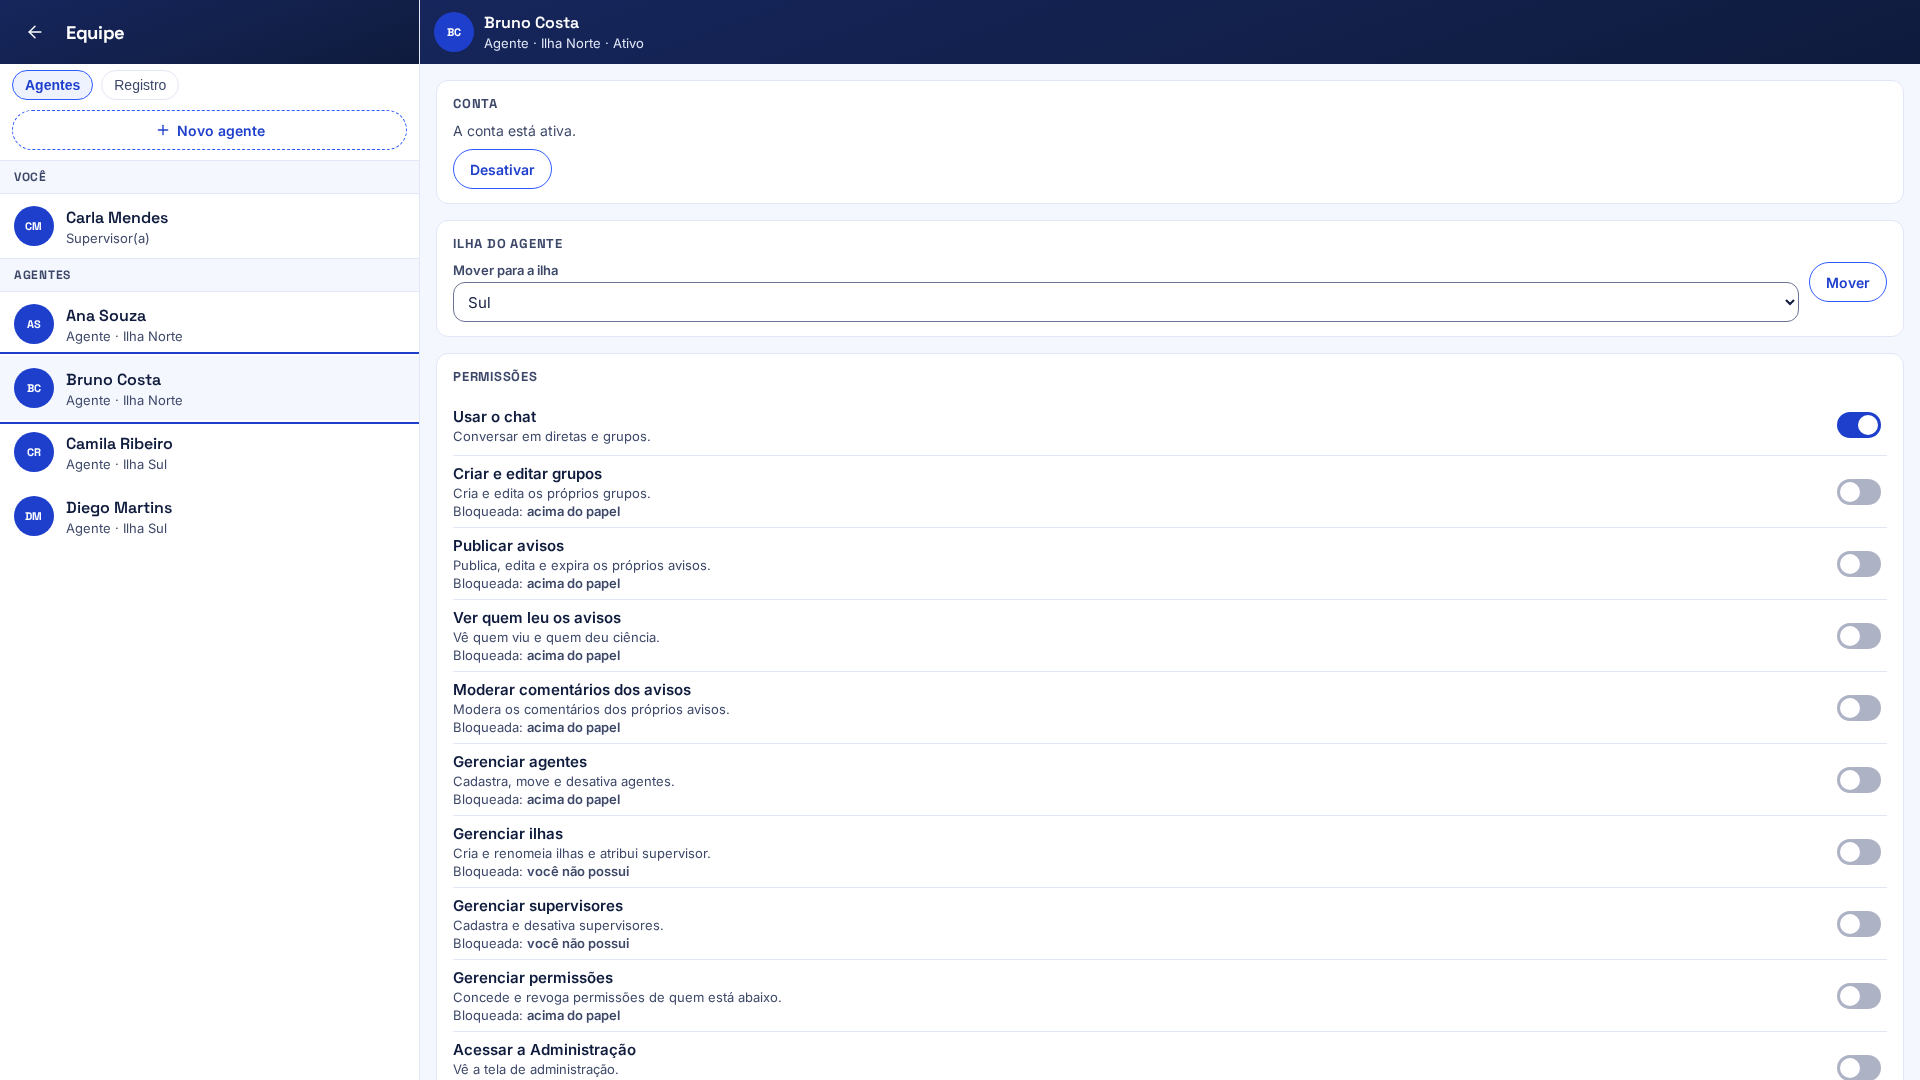 Equipe
Agentes
Registro
Novo agente
VOCÊ
CM
Carla Mendes
Supervisor(a)
AGENTES
AS
Ana Souza
Agente · Ilha Norte
BC
Bruno Costa
Agente · Ilha Norte
CR
Camila Ribeiro
Agente · Ilha Sul
DM
Diego Martins
Agente · Ilha Sul
BC
Bruno Costa
Agente · Ilha Norte · Ativo
CONTA
A conta está ativa.
Desativar
ILHA DO AGENTE
Mover para a ilha
Sul
Mover
PERMISSÕES
Usar o chat
Conversar em diretas e grupos.
Criar e editar grupos
Cria e edita os próprios grupos.
Bloqueada: acima do papel
Publicar avisos
Publica, edita e expira os próprios avisos.
Bloqueada: acima do papel
Ver quem leu os avisos
Vê quem viu e quem deu ciência.
Bloqueada: acima do papel
Moderar comentários dos avisos
Modera os comentários dos próprios avisos.
Bloqueada: acima do papel
Gerenciar agentes
Cadastra, move e desativa agentes.
Bloqueada: acima do papel
Gerenciar ilhas
Cria e renomeia ilhas e atribui supervisor.
Bloqueada: você não possui
Gerenciar supervisores
Cadastra e desativa supervisores.
Bloqueada: você não possui
Gerenciar permissões
Concede e revoga permissões de quem está abaixo.
Bloqueada: acima do papel
Acessar a Administração
Vê a tela de administração.